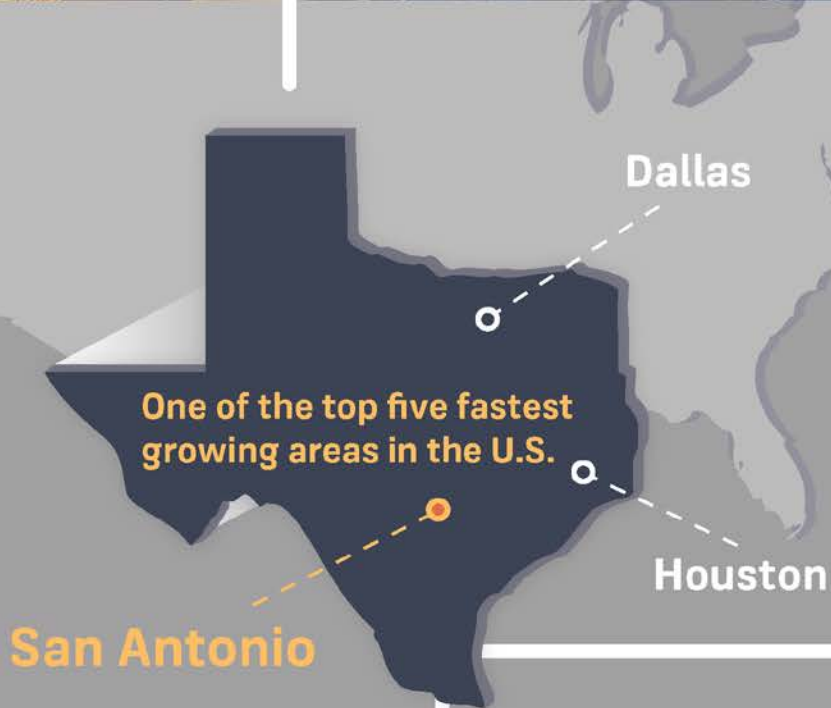 Dallas
One of the top five fastest
growing areas in the U.S.
Houston
San Antonio